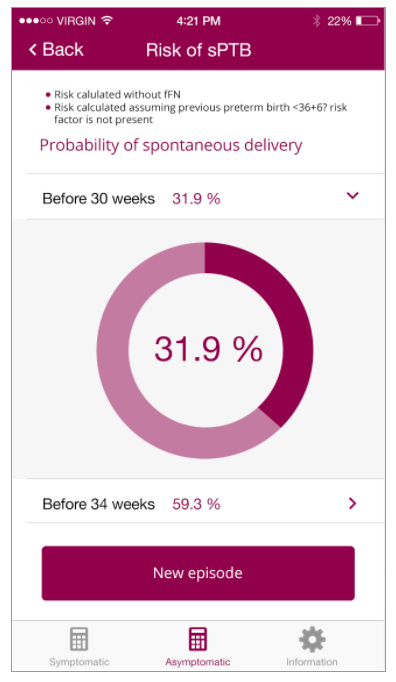 VIRGIN 4:21 PM 22%
Back Risk of sPTB
• Risk calulated without fFN
• Risk calculated assuming previous preterm birth <36+6? risk
factor is not present
Probability of spontaneous delivery
Before 30 weeks 31.9 %
31.9 %
Before 34 weeks 59.3 %
New episode
Symptomatic Asymptomatic Information